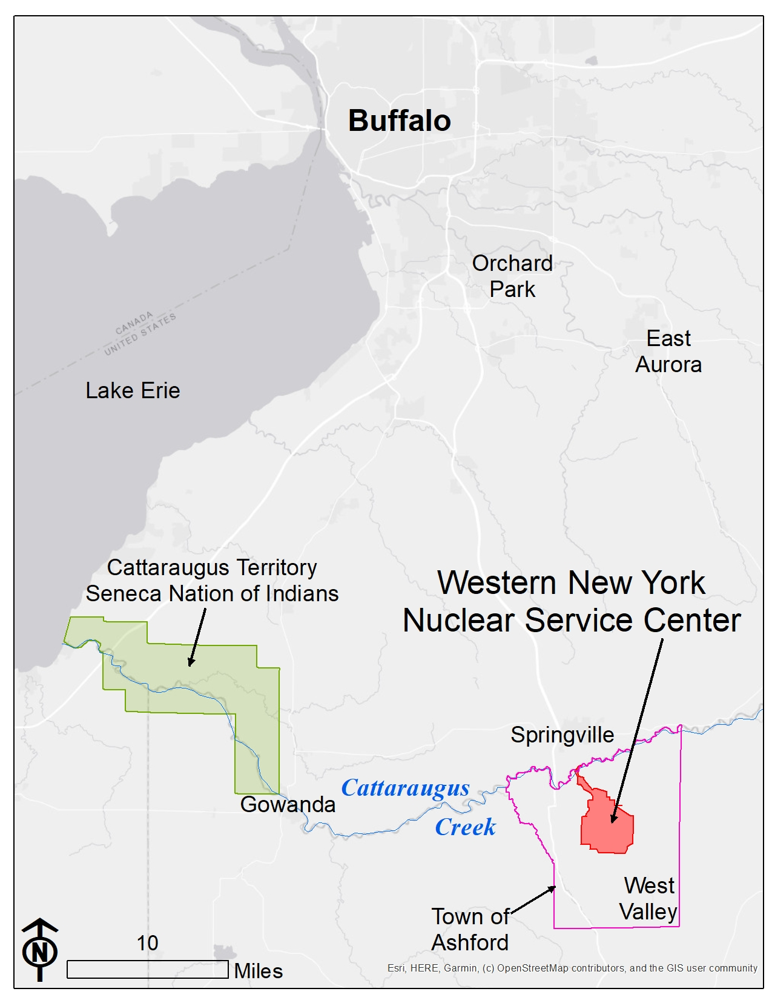 Buffalo
Orchard
Park
CANADA
UNITED STATES
East
Aurora
Lake Erie
Cattaraugus Territory
Seneca Nation of Indians
Western New York
Nuclear Service Center
Springville
Cattaraugus
Creek
Gowanda
West
Valley
Town of
Ashford
N
10
Miles
Esri, HERE, Garmin, (c) OpenStreetMap contributors, and the GIS user community